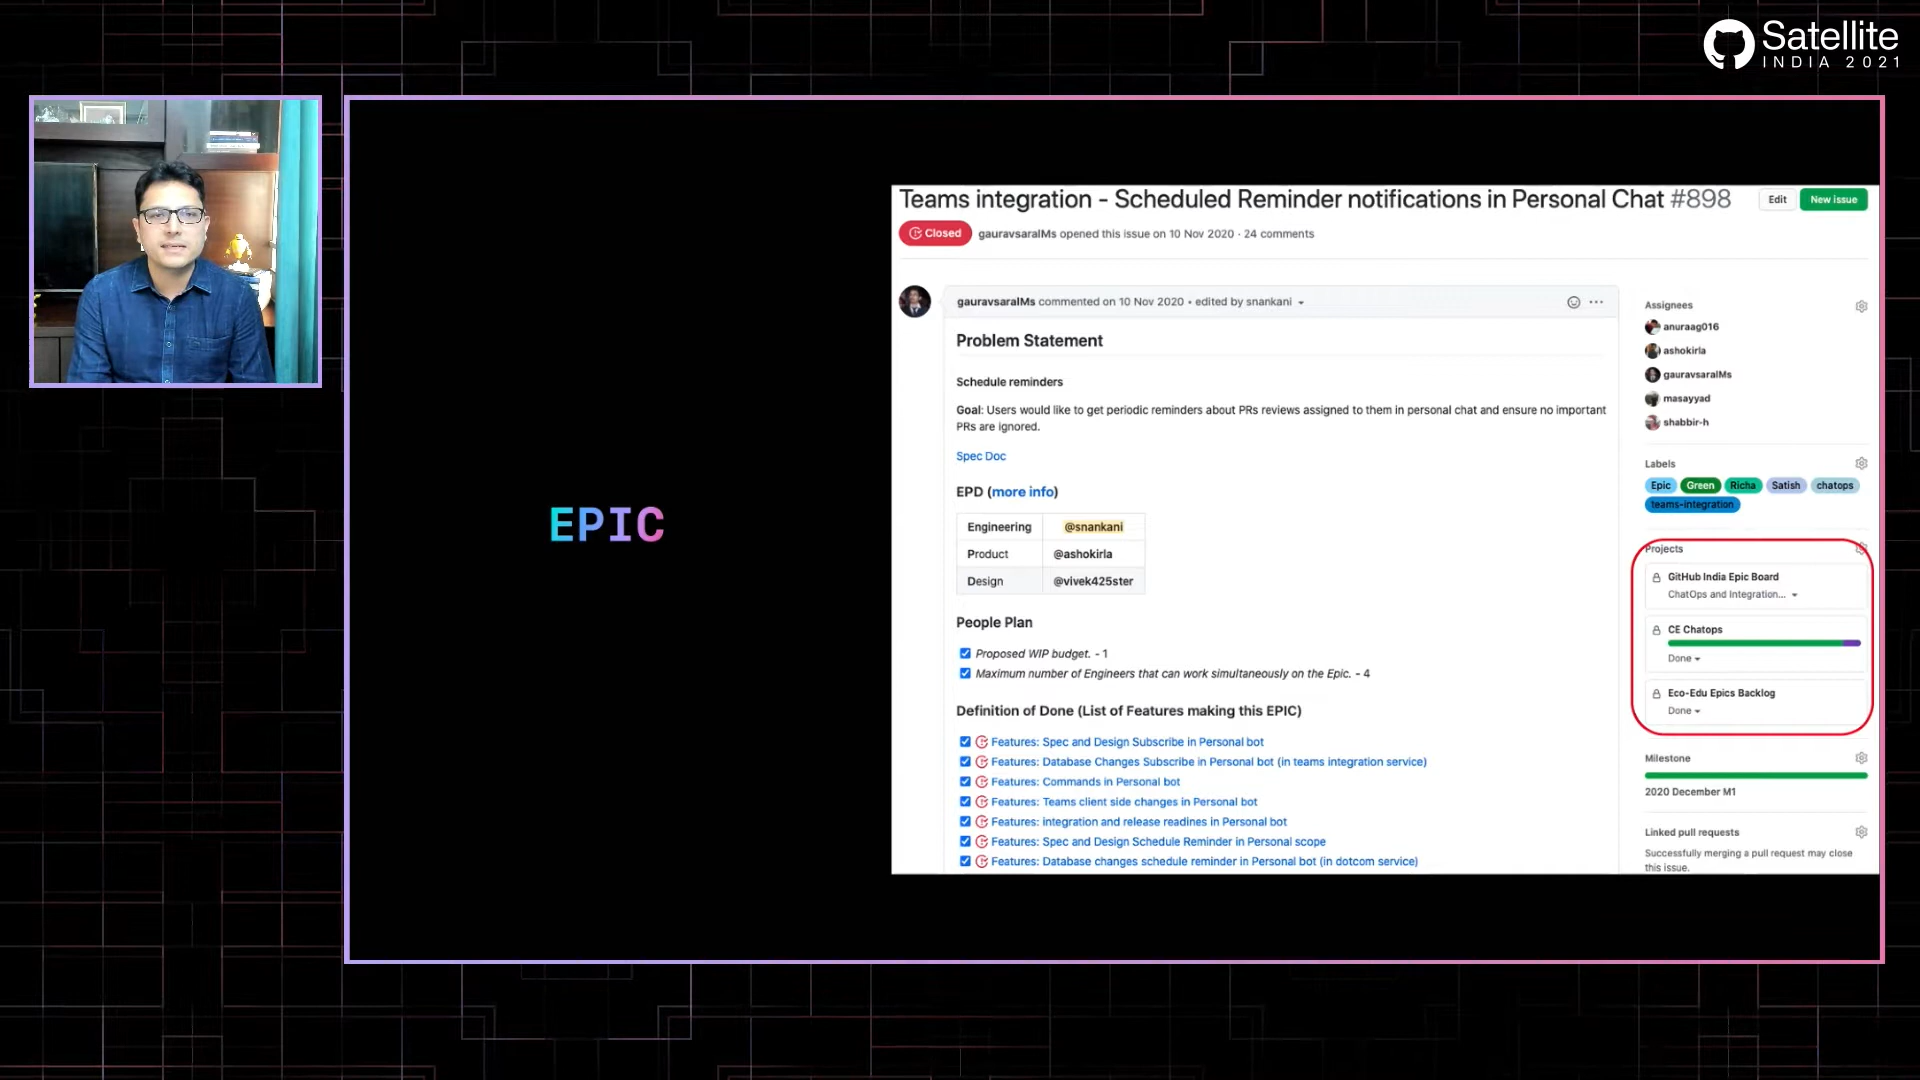 Satellite
INDIA 2021
EPIC
Teams integration - Scheduled Reminder notifications in Personal Chat #898
Edit
New issue
Closed
gauravsaralMs opened this issue on 10 Nov 2020 · 24 comments
gauravsaralMs commented on 10 Nov 2020 • edited by snankani
Problem Statement
Schedule reminders
Goal: Users would like to get periodic reminders about PRs reviews assigned to them in personal chat and ensure no important
PRs are ignored.
Spec Doc
EPD (more info)
Engineering @snankani
Product @ashokirla
Design @vivek425ster
People Plan
Proposed WIP budget. - 1
Maximum number of Engineers that can work simultaneously on the Epic. - 4
Definition of Done (List of Features making this EPIC)
Features: Spec and Design Subscribe in Personal bot
Features: Database Changes Subscribe in Personal bot (in teams integration service)
Features: Commands in Personal bot
Features: Teams client side changes in Personal bot
Features: integration and release readines in Personal bot
Features: Spec and Design Schedule Reminder in Personal scope
Features: Database changes schedule reminder in Personal bot (in dotcom service)
Assignees
anuraag016
ashokirla
gauravsaralMs
masayyad
shabbir-h
Labels
Epic Green Richa Satish chatops
teams-integration
Projects
GitHub India Epic Board
ChatOps and Integration...
CE Chatops
Done
Eco-Edu Epics Backlog
Done
Milestone
2020 December M1
Linked pull requests
Successfully merging a pull request may close
this issue.